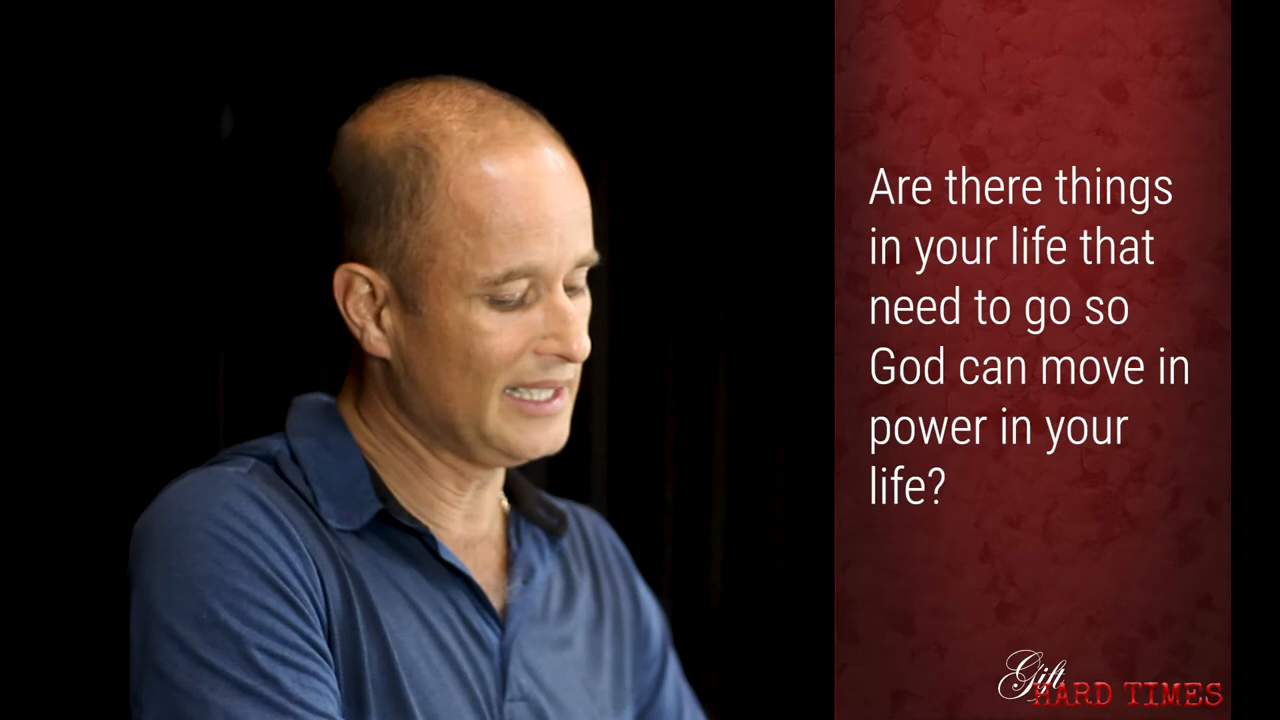 Are there things
in your life that
need to go so
God can move in
power in your
life?
Gift
HARD TIMES